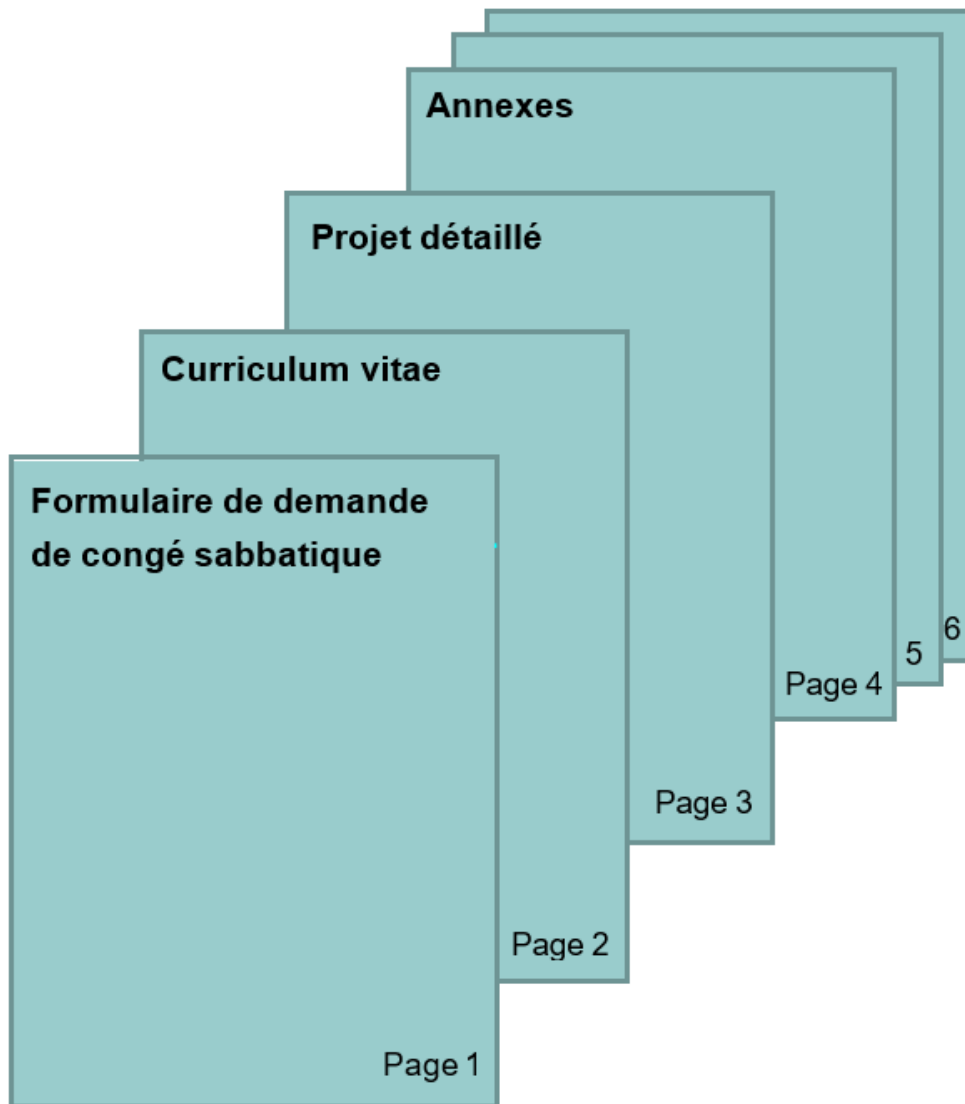 Annexes
Projet détaillé
Curriculum vitae
Formulaire de demande
de congé sabbatique
6
5
Page 4
Page 3
Page 2
Page 1